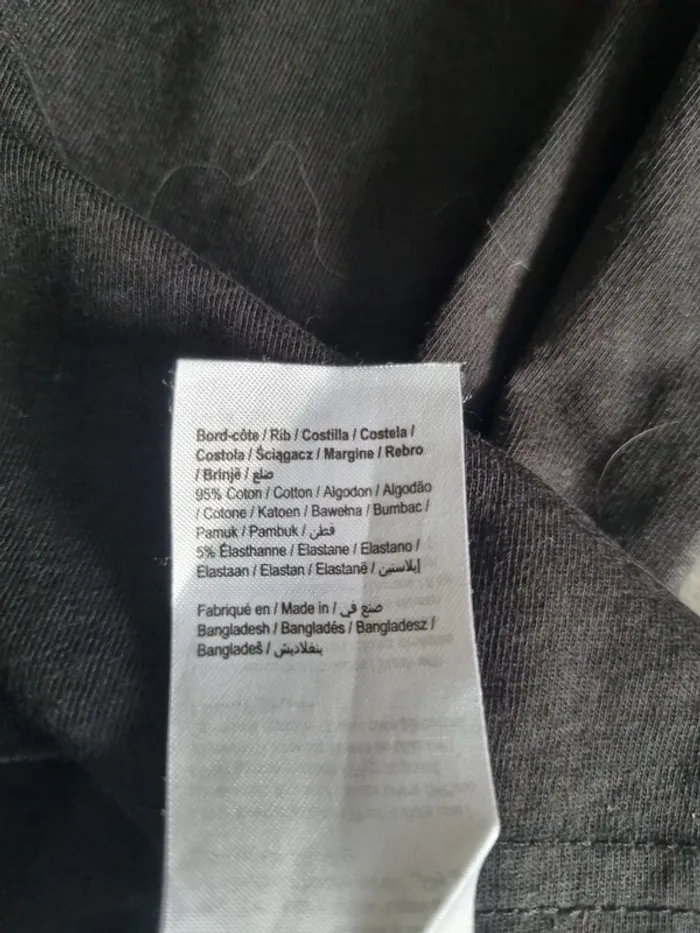 Bord-côte / Rib / Costilla / Costela /
Costola / Ściągacz / Margine / Rebro
/ Brinjë / ضلع
95% Coton / Cotton / Algodon / Algodão
/ Cotone / Katoen / Bawełna / Bumbac /
Pamuk / Pambuk / قطن
5% Élasthanne / Elastane / Elastano /
Elastaan / Elastan / Elastanë / إيلاستين
Fabriqué en / Made in / صنع في
Bangladesh / Bangladés / Bangladesz /
Bangladeš / بنغلاديش